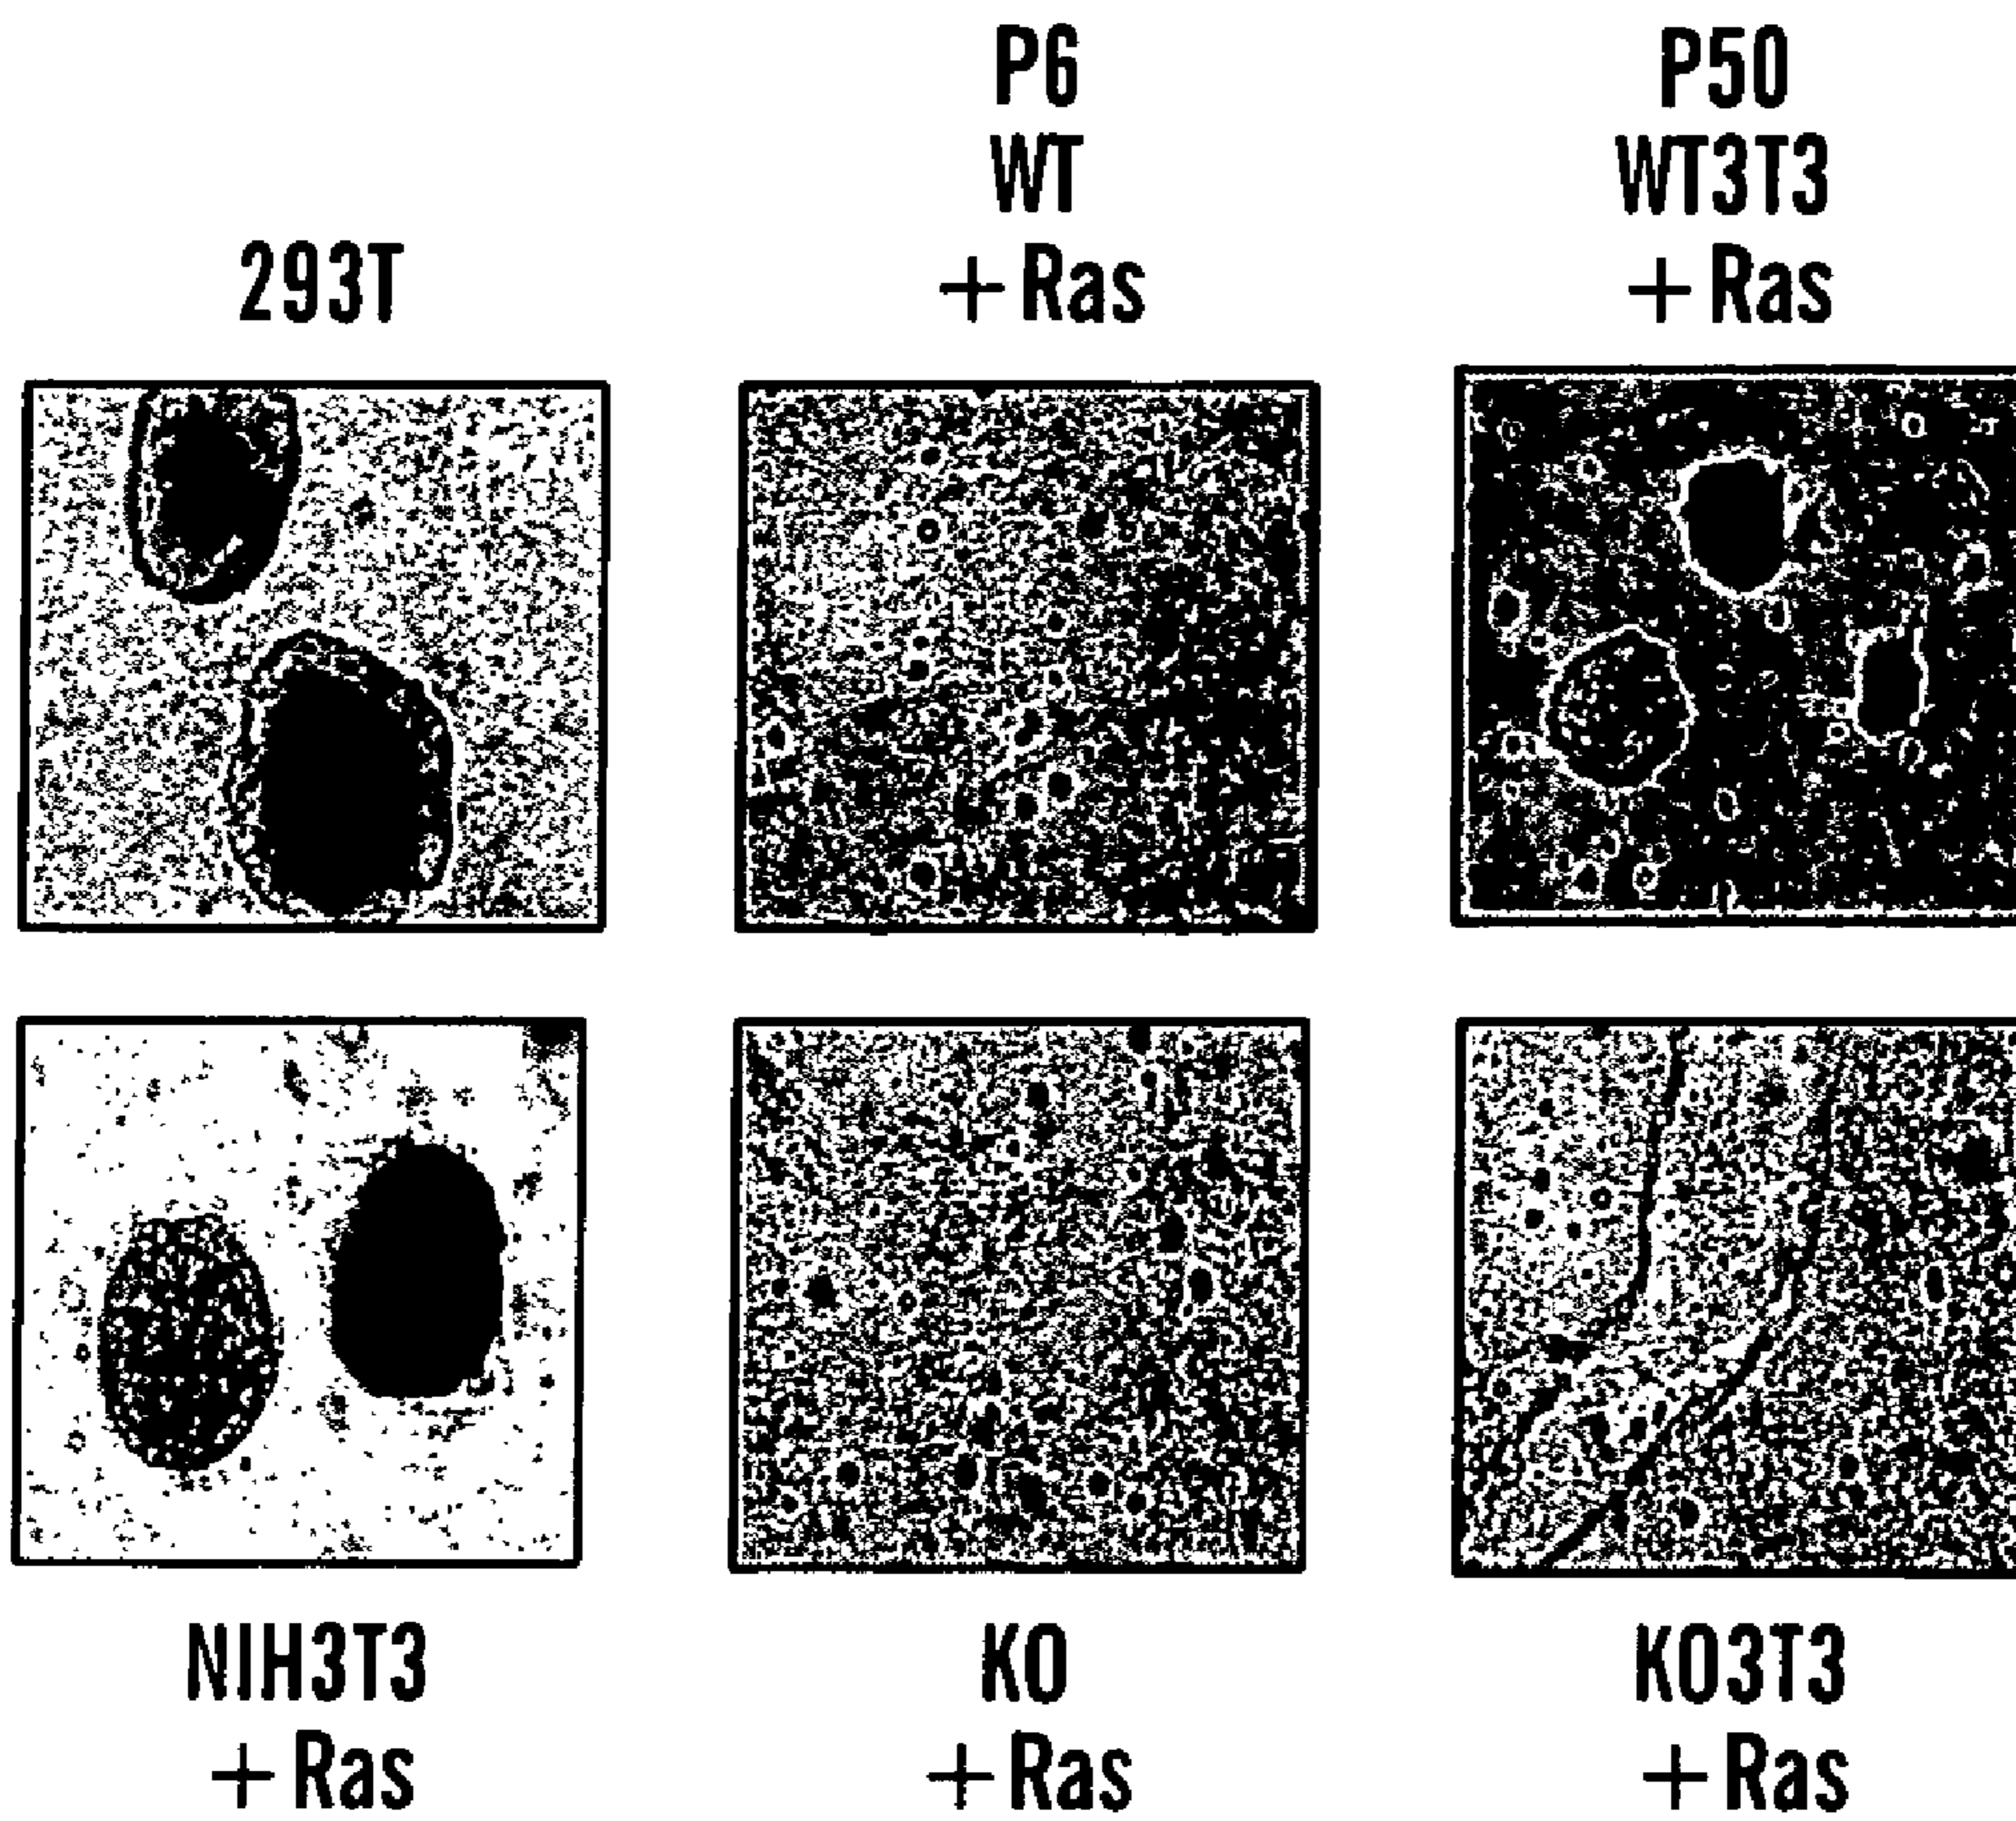 293T
P6
WT
+Ras
P50
WT3T3
+Ras
NIH3T3
+Ras
KO
+Ras
KO3T3
+Ras